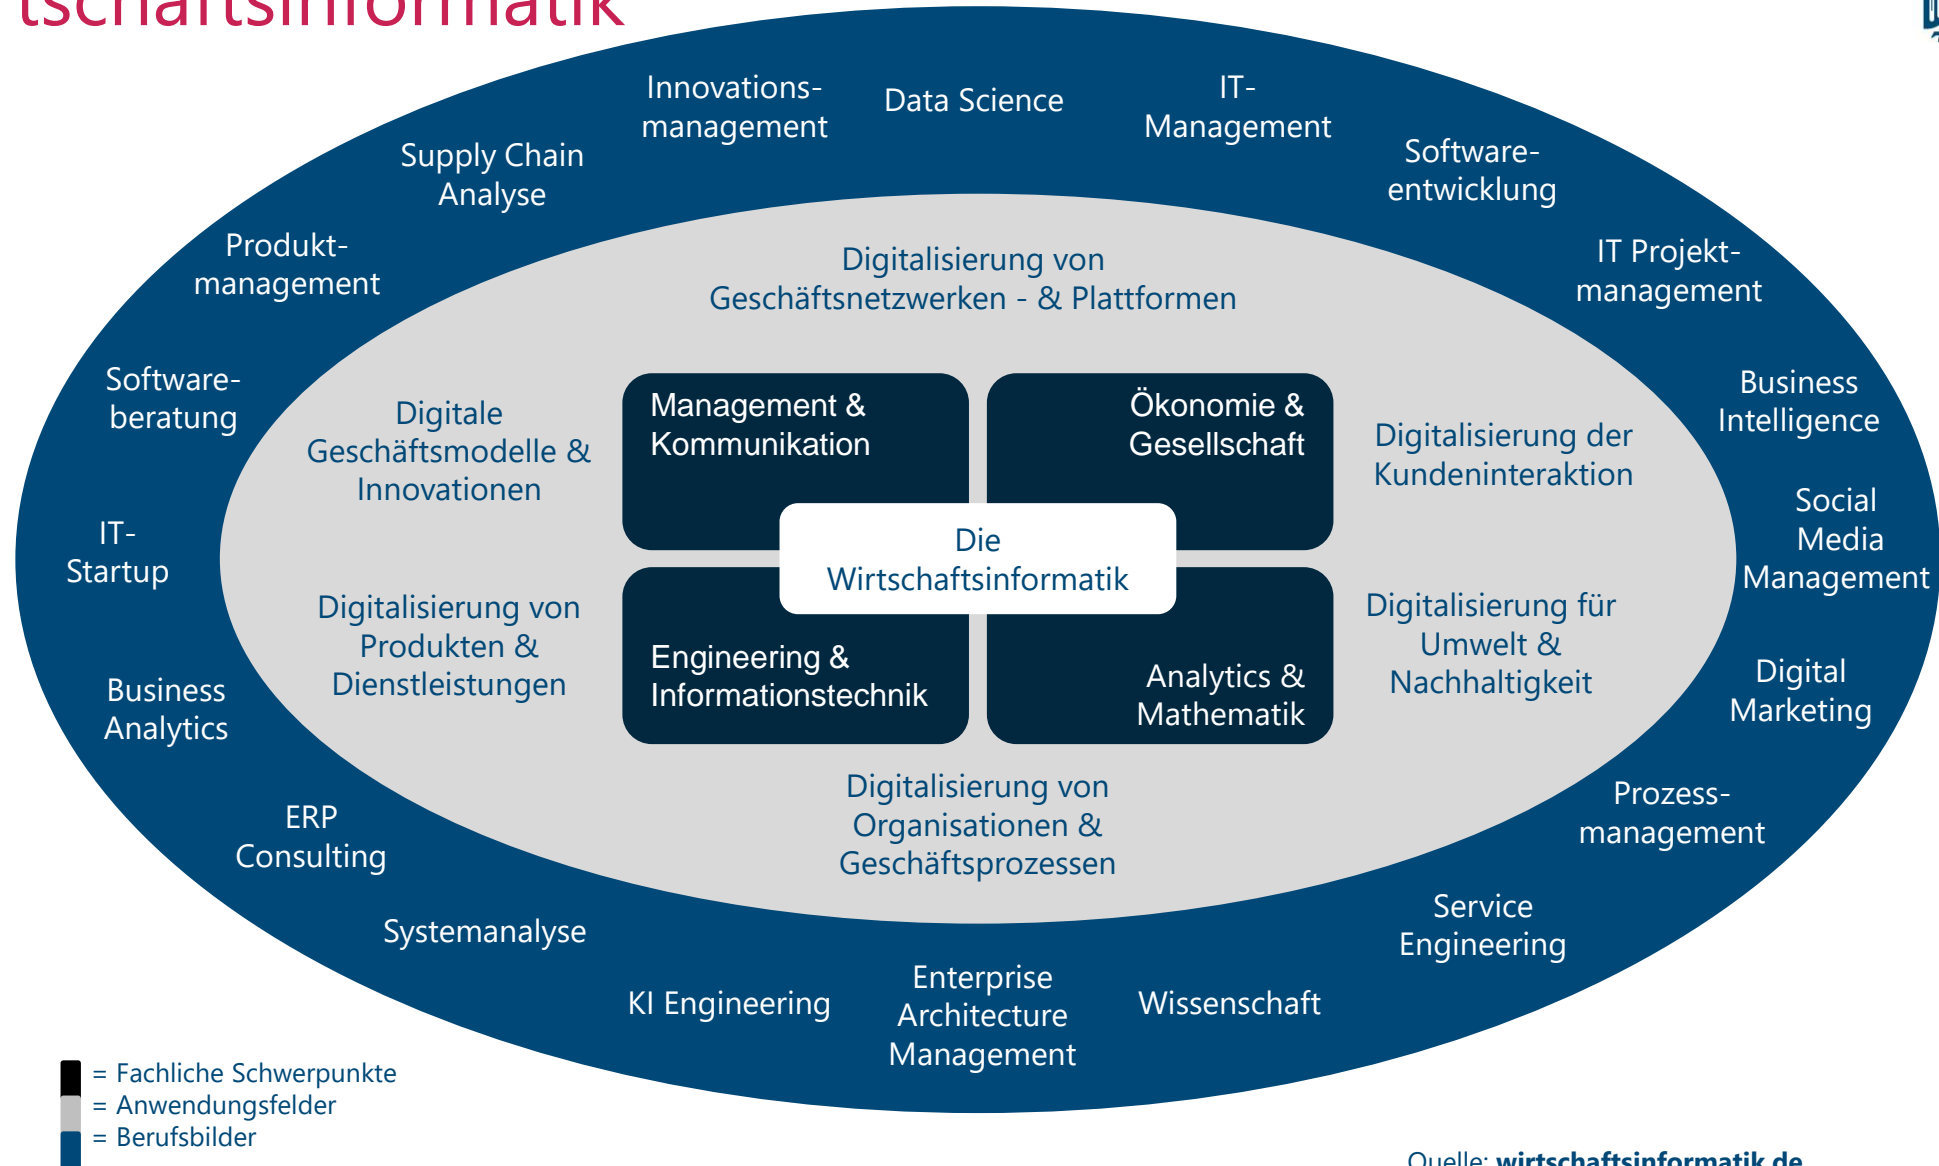 tschaftsinformatik
Innovations-
management
Data Science
IT-
Management
Supply Chain
Analyse
Software-
entwicklung
Produkt-
management
IT Projekt-
management
Digitalisierung von
Geschäftsnetzwerken - & Plattformen
Software-
beratung
Business
Intelligence
Digitale
Geschäftsmodelle &
Innovationen
Management &
Kommunikation
Ökonomie &
Gesellschaft
Digitalisierung der
Kundeninteraktion
IT-
Startup
Die
Wirtschaftsinformatik
Social
Media
Management
Digitalisierung von
Produkten &
Dienstleistungen
Engineering &
Informationstechnik
Analytics &
Mathematik
Digitalisierung für
Umwelt &
Nachhaltigkeit
Business
Analytics
Digital
Marketing
Digitalisierung von
Organisationen &
Geschäftsprozessen
ERP
Consulting
Prozess-
management
Systemanalyse
Service
Engineering
KI Engineering
Enterprise
Architecture
Management
Wissenschaft
= Fachliche Schwerpunkte
= Anwendungsfelder
= Berufsbilder
Quelle: wirtschaftsinformatik.de